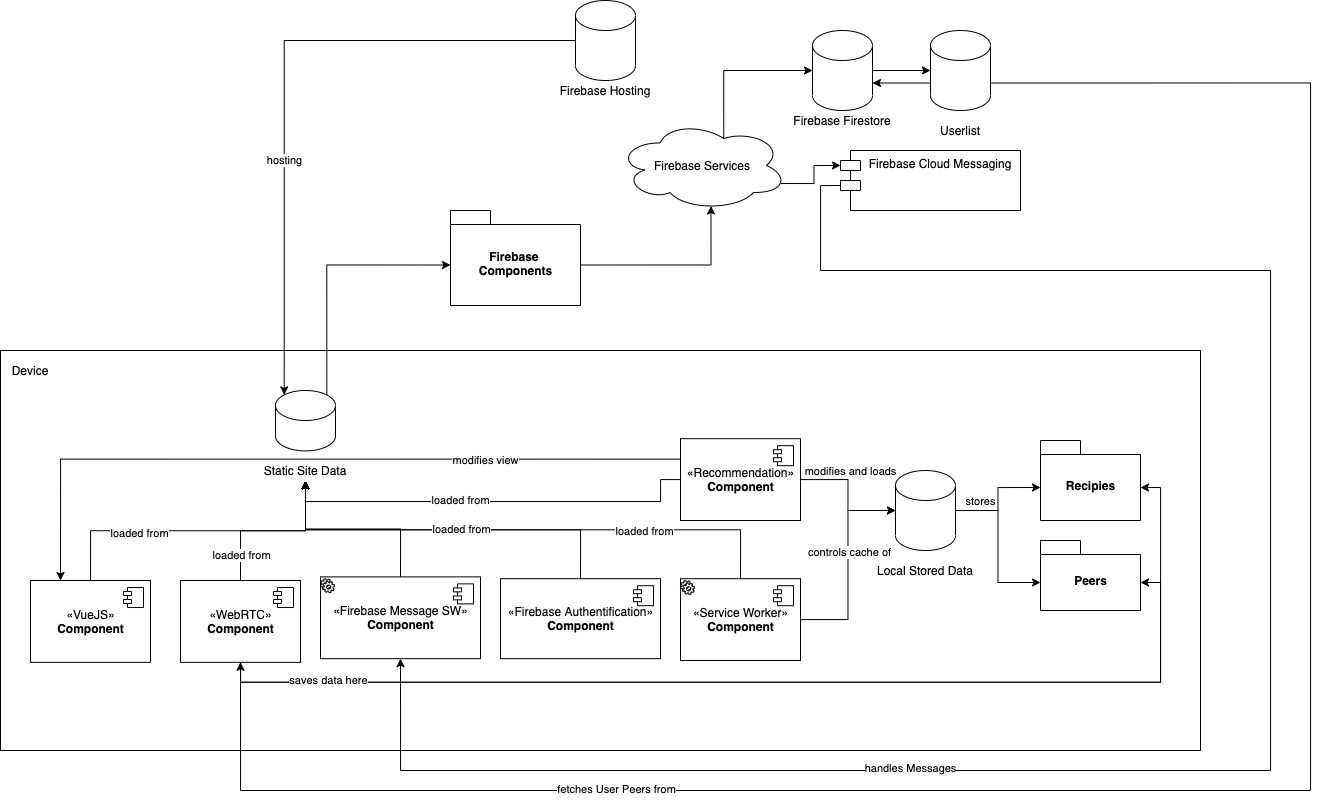 Firebase Hosting
Firebase Firestore
Userlist
hosting
Firebase Services
Firebase Cloud Messaging
Firebase
Components
Device
Static Site Data
modifies view
«Recommendation»
Component
modifies and loads
loaded from
stores
Recipies
loaded from
loaded from
loaded from
loaded from
controls cache of
Local Stored Data
Peers
«VueJS»
Component
«WebRTC»
Component
«Firebase Message SW»
Component
«Firebase Authentification»
Component
«Service Worker»
Component
saves data here
handles Messages
fetches User Peers from